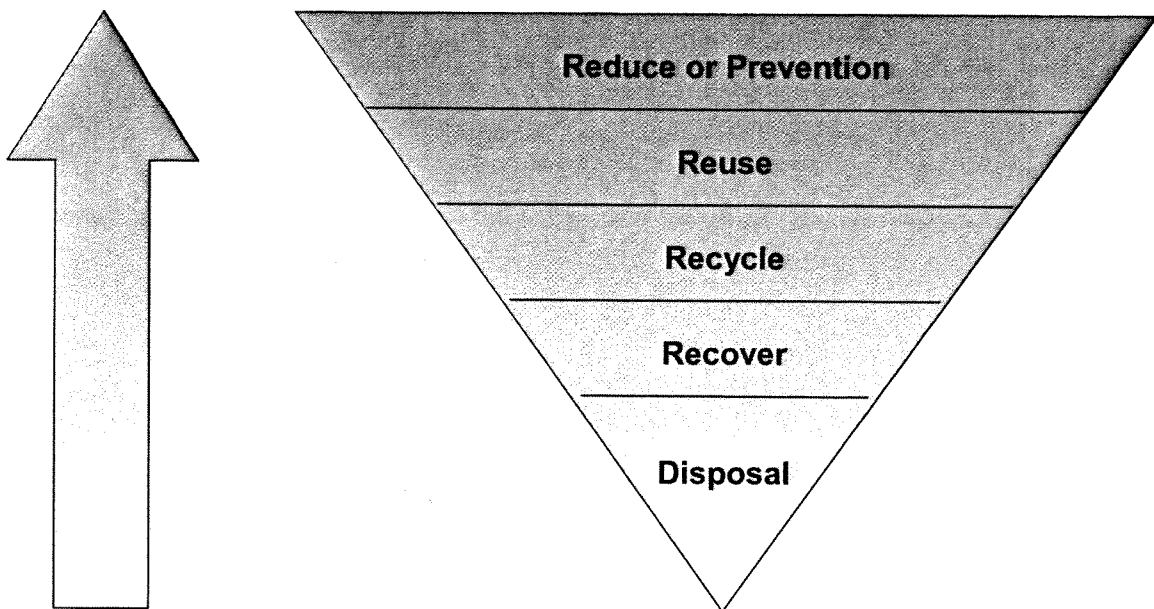 Reduce or Prevention
Reuse
Recycle
Recover
Disposal